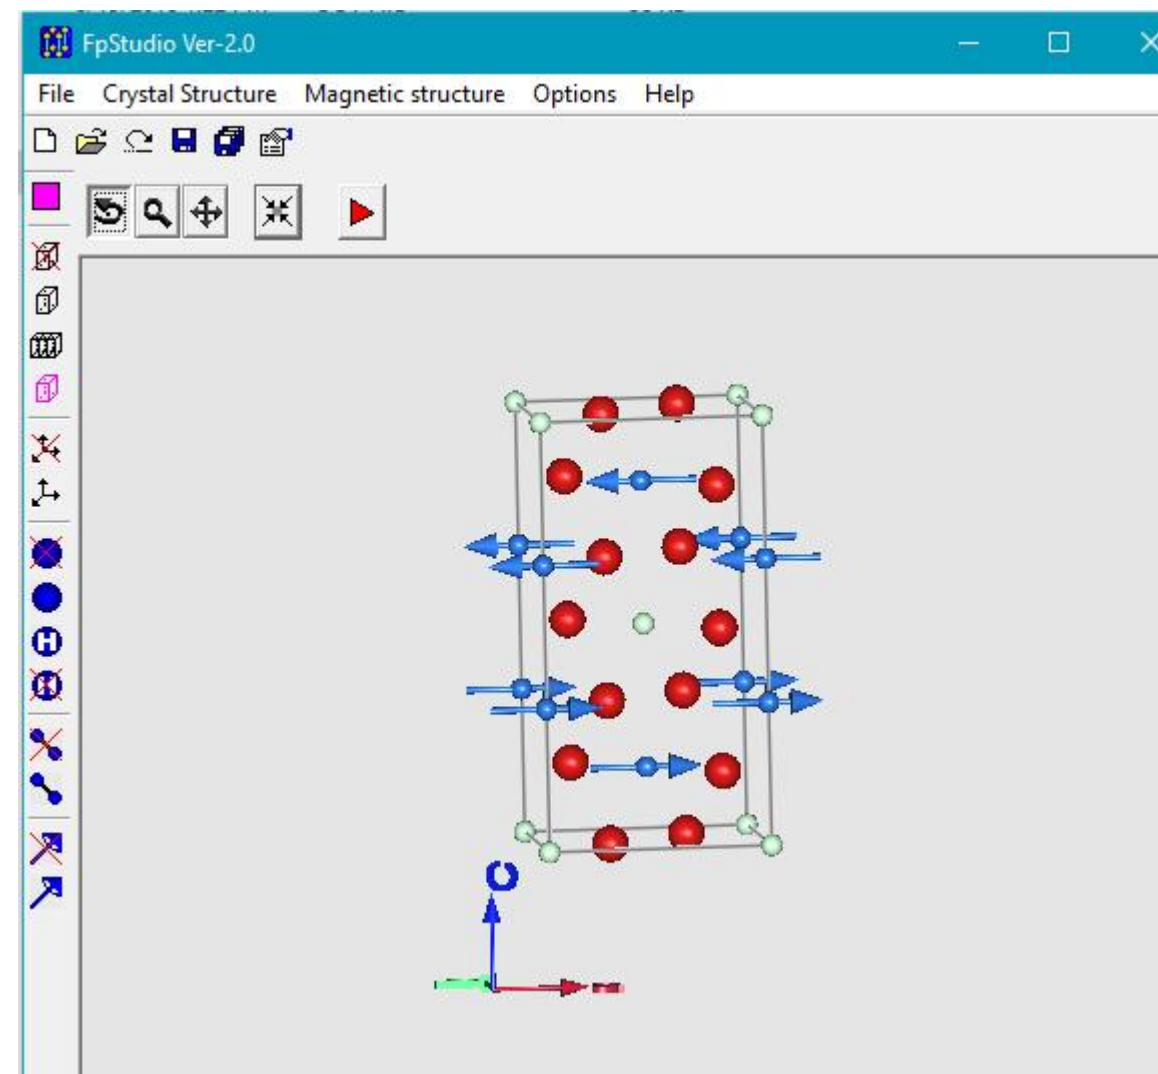 FpStudio Ver-2.0
File Crystal Structure Magnetic structure Options Help
H
C